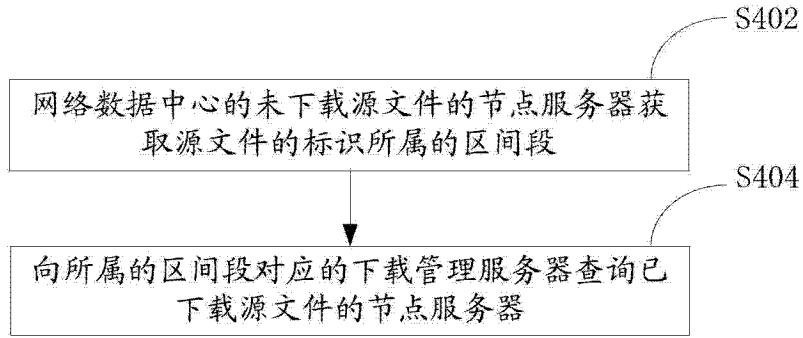 S402
网络数据中心的未下载源文件的节点服务器获
取源文件的标识所属的区间段
S404
向所属的区间段对应的下载管理服务器查询已
下载源文件的节点服务器